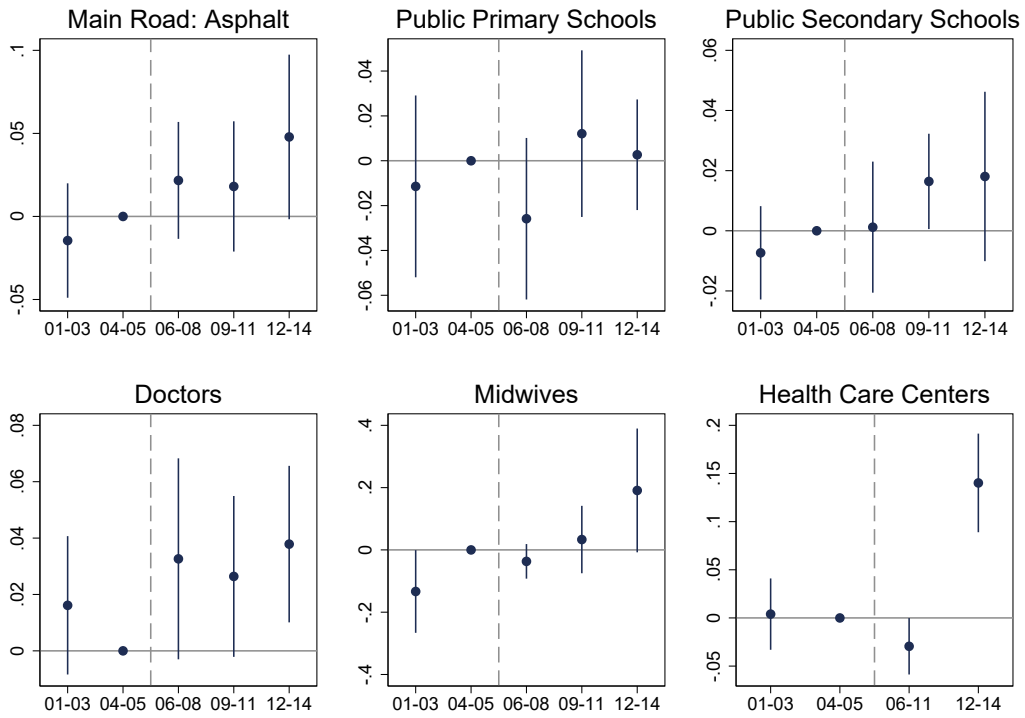 Main Road: Asphalt
.1
.05
0
-.05
01-03 04-05 06-08 09-11 12-14
Public Primary Schools
.04
.02
0
-.02
-.04
-.06
01-03 04-05 06-08 09-11 12-14
Public Secondary Schools
.06
.04
.02
0
-.02
01-03 04-05 06-08 09-11 12-14
Doctors
.08
.06
.04
.02
0
01-03 04-05 06-08 09-11 12-14
Midwives
.4
.2
0
-.2
-.4
01-03 04-05 06-08 09-11 12-14
Health Care Centers
.2
.15
.1
.05
0
-.05
01-03 04-05 06-11 12-14